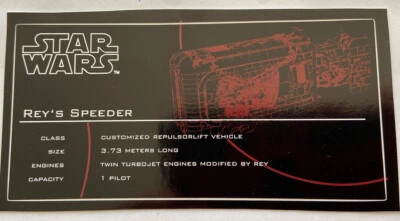 STAR
WARS
REY'S SPEEDER
CLASS CUSTOMIZED REPULSORLIFT VEHICLE
SIZE 3.73 METERS LONG
ENGINES TWIN TURBOJET ENGINES MODIFIED BY REY
CAPACITY 1 PILOT